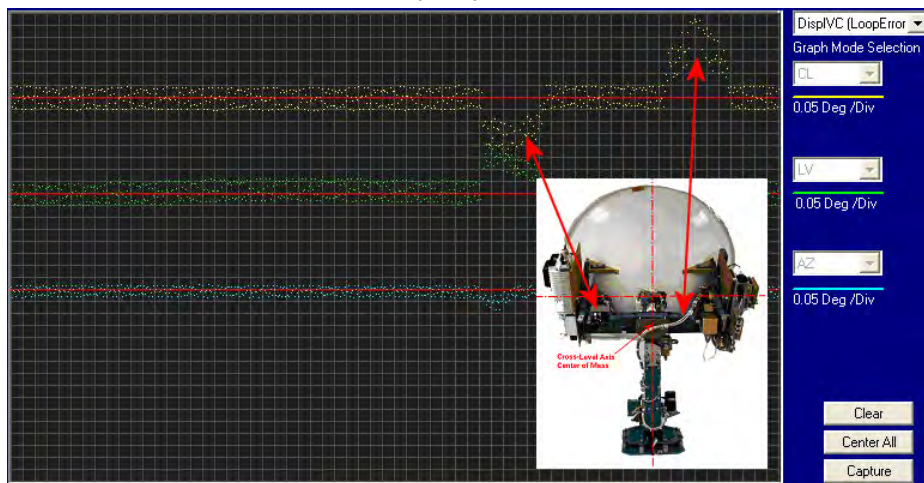 DispIVC (LoopError
Graph Mode Selection
CL
0.05 Deg /Div
LV
0.05 Deg /Div
AZ
0.05 Deg /Div
Cross-Level Axis
Center of Mass
Clear
Center All
Capture